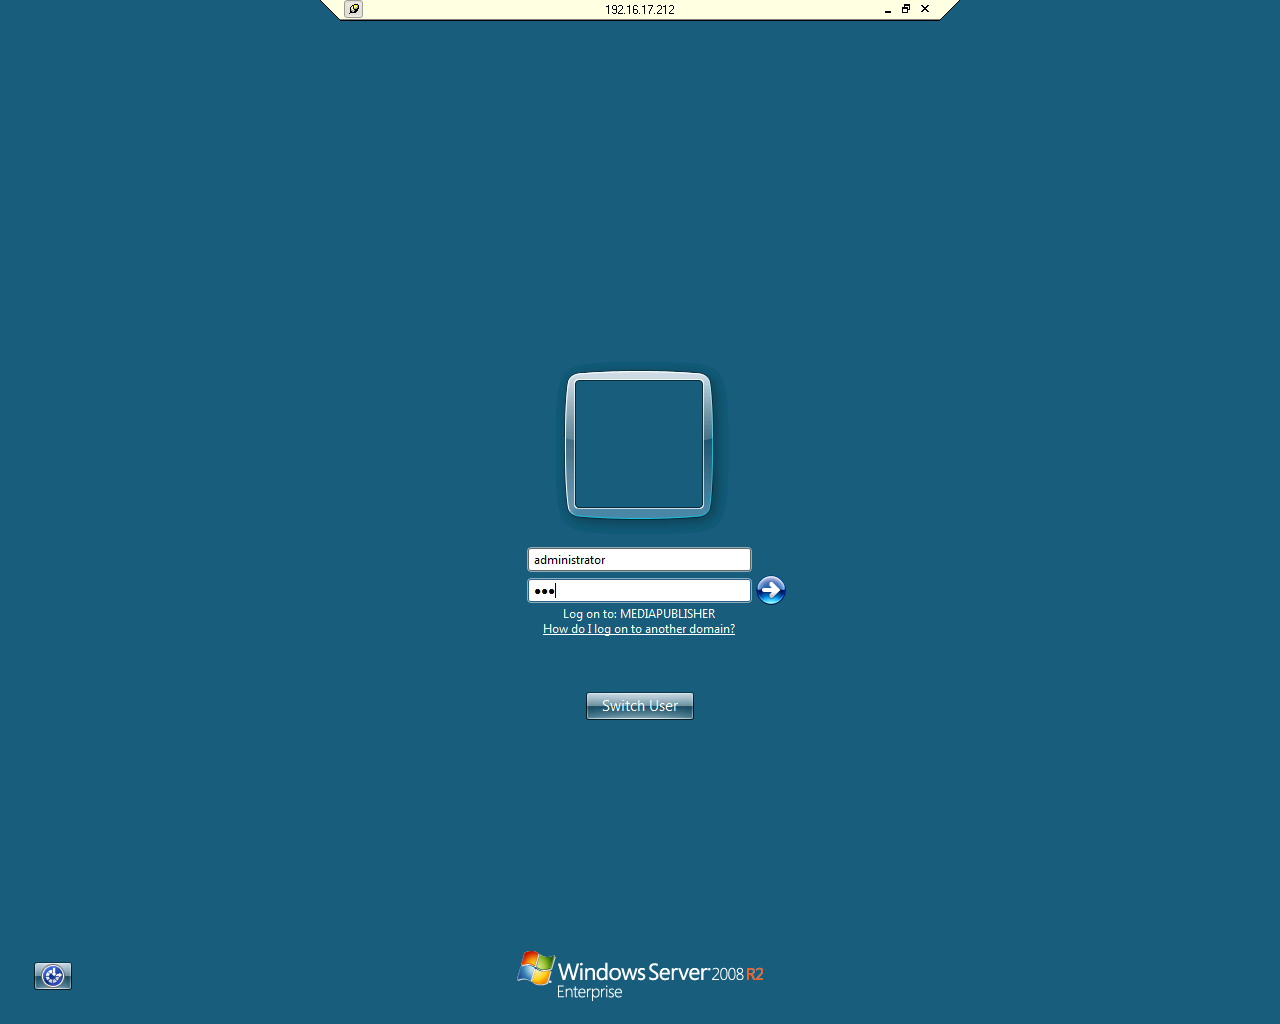 192.16.17.212
administrator
Log on to: MEDIAPUBLISHER
How do I log on to another domain?
Switch User
Windows Server 2008 R2
Enterprise